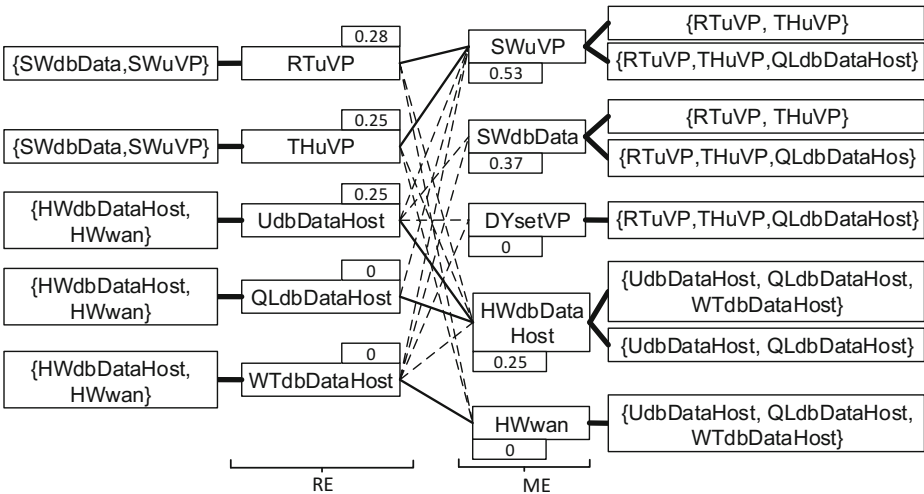 {SWdbData,SWuVP}
0.28
RTuVP
{SWdbData,SWuVP}
0.25
THuVP
{HWdbDataHost,
HWwan}
0.25
UdbDataHost
{HWdbDataHost,
HWwan}
0
QLdbDataHost
{HWdbDataHost,
HWwan}
0
WTdbDataHost
RE
SWuVP
0.53
{RTuVP, THuVP}
{RTuVP,THuVP,QLdbDataHost}
SWdbData
0.37
{RTuVP, THuVP}
{RTuVP,THuVP,QLdbDataHos}
DYsetVP
0
{RTuVP,THuVP,QLdbDataHost}
HWdbData
Host
0.25
{UdbDataHost, QLdbDataHost,
WTdbDataHost}
{UdbDataHost, QLdbDataHost}
HWwan
0
{UdbDataHost, QLdbDataHost,
WTdbDataHost}
ME